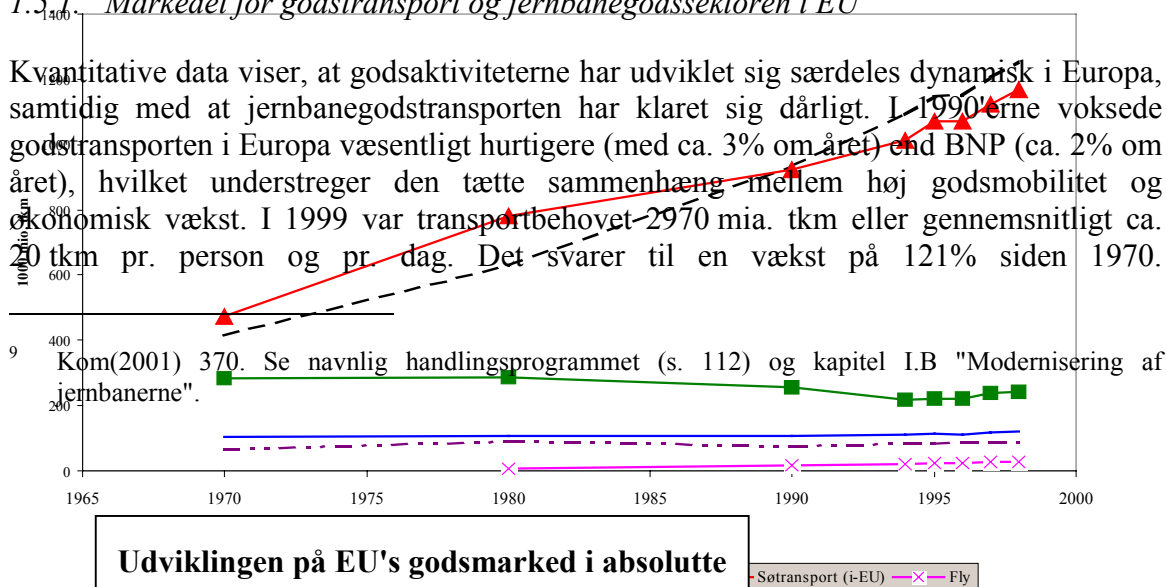 1.5.1. Markedet for godstransport og jernbanegodssektoren i EU
1400
Kvantitative data viser, at godsaktiviteterne har udviklet sig særdeles dynamisk i Europa,
1200
samtidig med at jernbanegodstransporten har klaret sig dårligt. I 1990'erne voksede
godstransporten i Europa væsentligt hurtigere (med ca. 3% om året) end BNP (ca. 2% om
1000
året), hvilket understreger den tætte sammenhæng mellem høj godsmobilitet og
800
økonomisk vækst. I 1999 var transportbehovet 2970 mia. tkm eller gennemsnitligt ca.
20 tkm pr. person og pr. dag. Det svarer til en vækst på 121% siden 1970.
1000 mio. tkm
600
400
9 Kom(2001) 370. Se navnlig handlingsprogrammet (s. 112) og kapitel I.B "Modernisering af
jernbanerne".
200
0
1965 1970 1975 1980 1985 1990 1995 2000
Udviklingen på EU's godsmarked i absolutte
Søtransport (i-EU) Fly